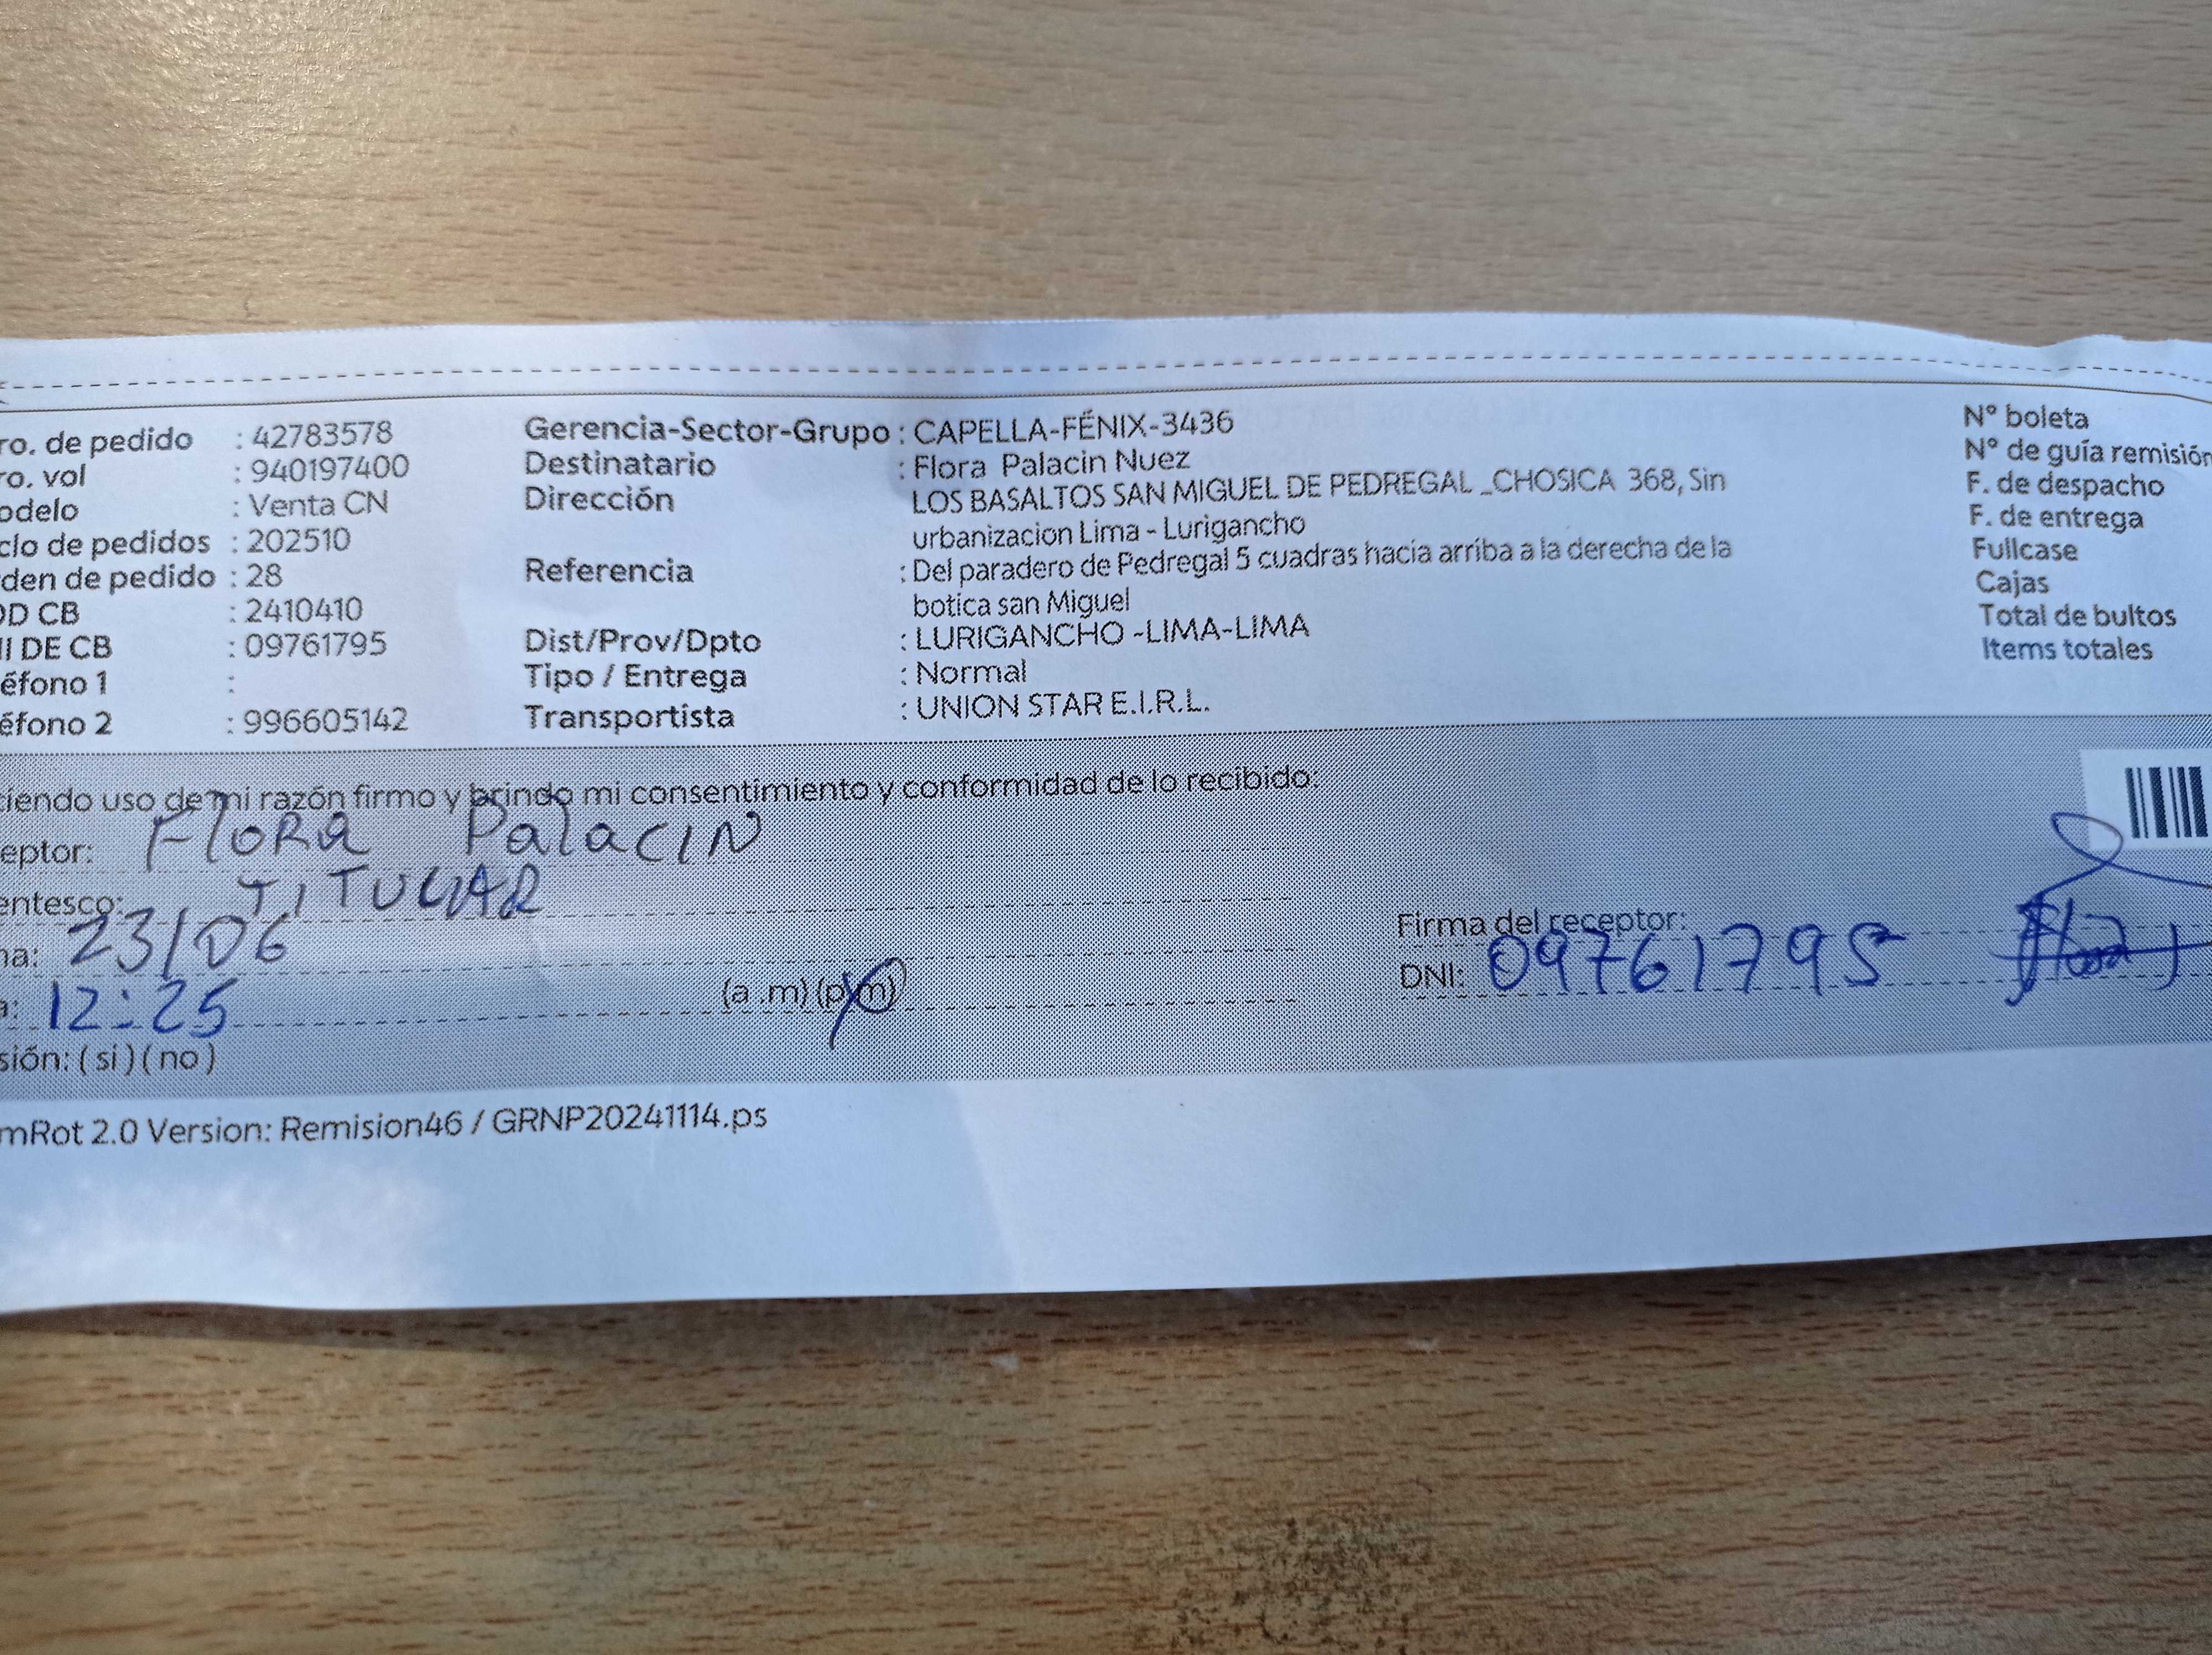 ro. de pedido : 42783578 Gerencia-Sector-Grupo : CAPELLA-FÉNIX-3436 N° boleta
ro. vol : 940197400 Destinatario : Flora Palacin Nuez N° de guía remisión
odelo : Venta CN Dirección LOS BASALTOS SAN MIGUEL DE PEDREGAL _CHOSICA 368, Sin F. de despacho
clo de pedidos : 202510 urbanizacion Lima - Lurigancho F. de entrega
den de pedido : 28 Referencia : Del paradero de Pedregal 5 cuadras hacia arriba a la derecha de la Fullcase
OD CB : 2410410 botica san Miguel Cajas
II DE CB : 09761795 Dist/Prov/Dpto : LURIGANCHO -LIMA-LIMA Total de bultos
éfono 1 : Tipo / Entrega : Normal Items totales
éfono 2 : 996605142 Transportista : UNION STAR E.I.R.L.
ciendo uso de mi razón firmo y brindo mi consentimiento y conformidad de lo recibido:
eptor: FloRa PalaCIN
entesco: TITULAR
ha: 23/06 Firma del receptor:
a: 12:25 (a .m) (p.m) DNI: 09761795 Flora
sión: ( si ) ( no )
mRot 2.0 Version: Remision46 / GRNP20241114.ps